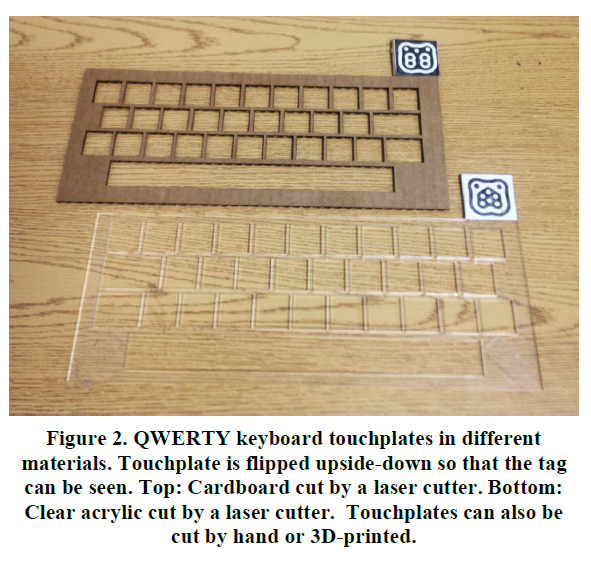 Figure 2. QWERTY keyboard touchplates in different
materials. Touchplate is flipped upside-down so that the tag
can be seen. Top: Cardboard cut by a laser cutter. Bottom:
Clear acrylic cut by a laser cutter.  Touchplates can also be
cut by hand or 3D-printed.